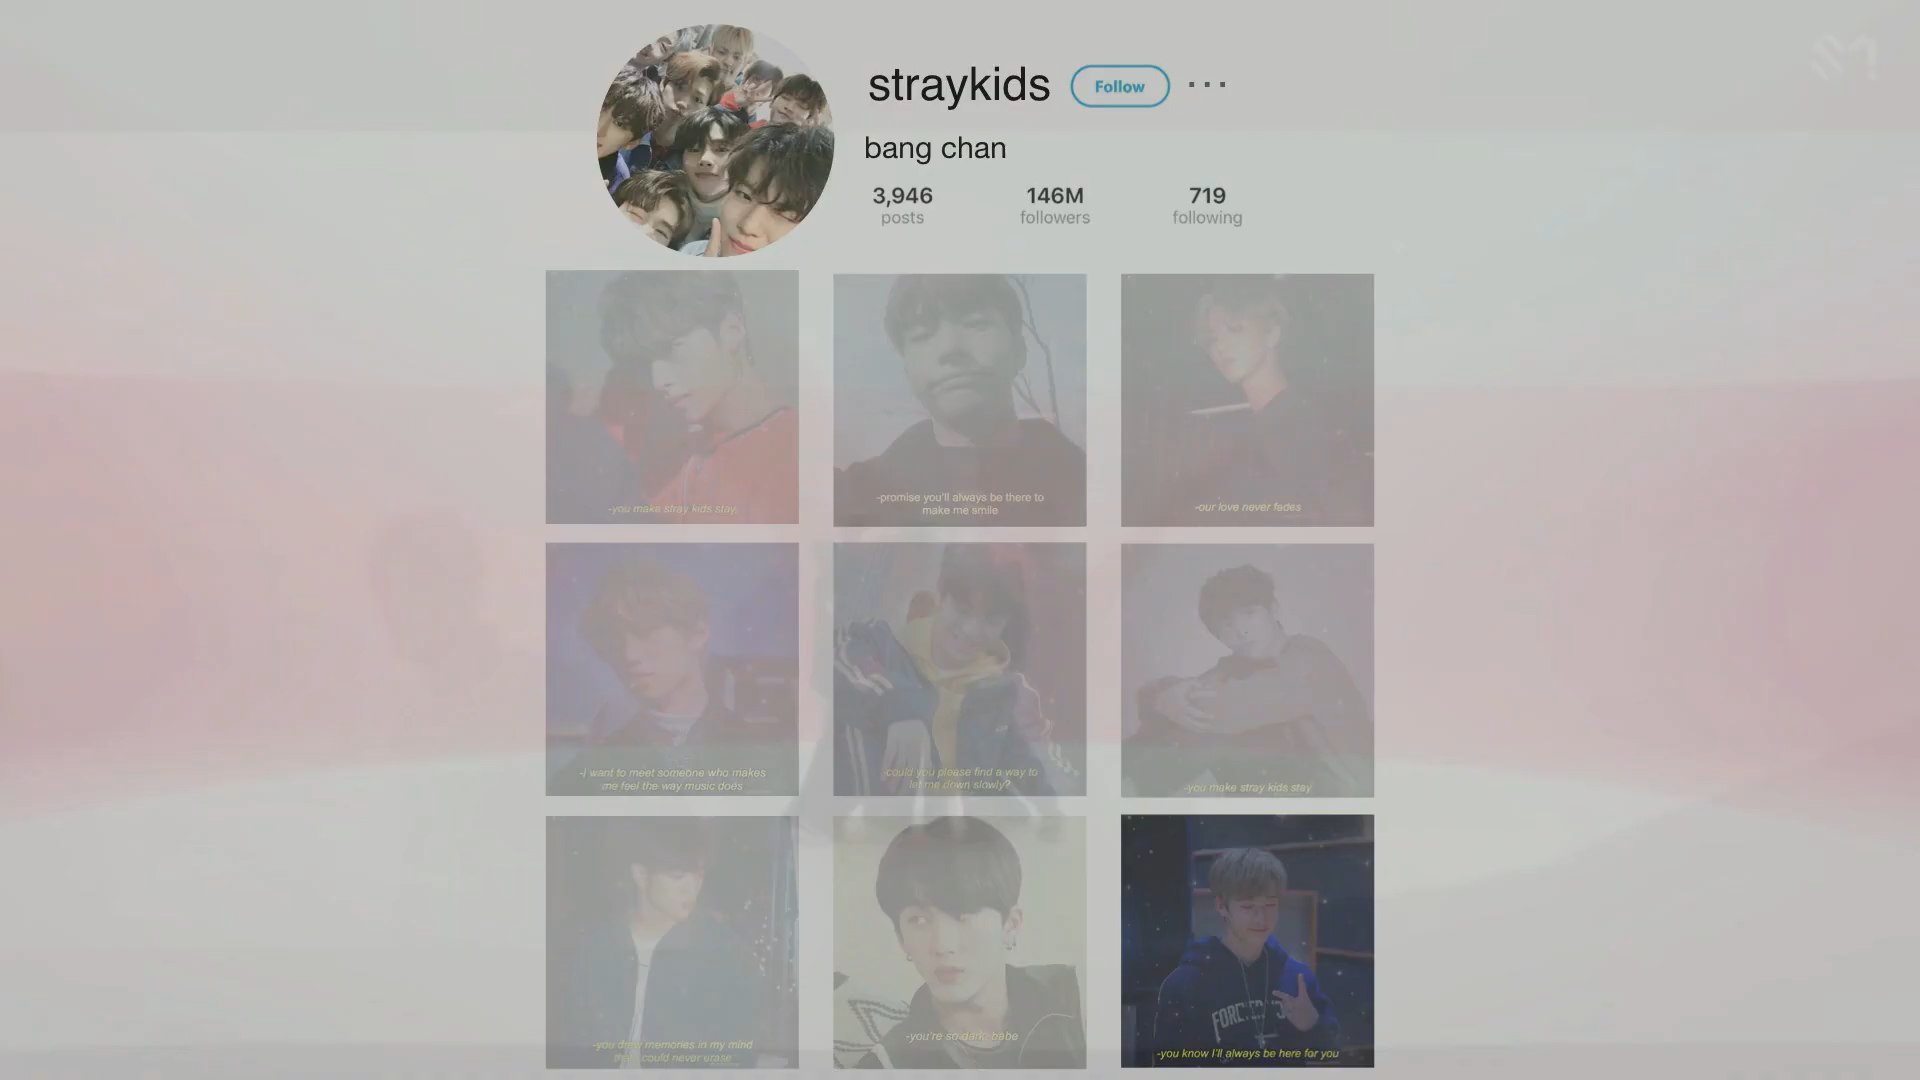 straykids Follow ...
bang chan
3,946 146M 719
posts followers following
-you make stray kids stay
-promise you'll always be there to
make me smile
-our love never fades
-I want to meet someone who makes
me feel the way music does
could you please find a way to
let me down slowly?
-you make stray kids stay
-you drew memories in my mind
that i could never erase
-you're so dark babe
FOREVER
-you know I'll always be here for you